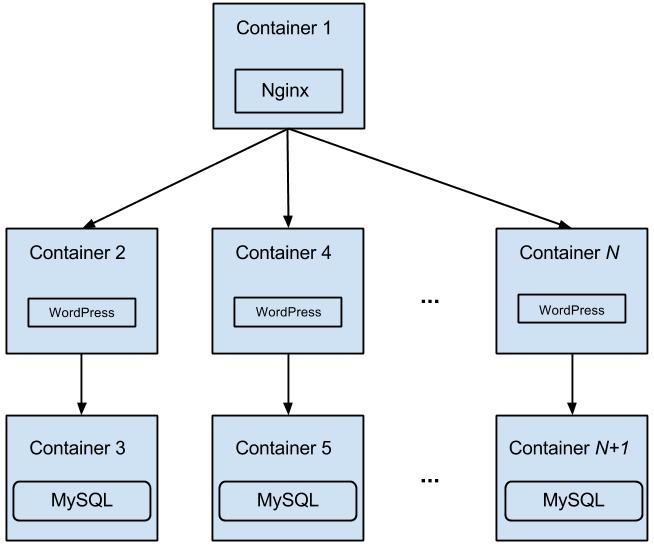 Container 1
Nginx
Container 2
Container 4
Container N
WordPress
WordPress
...
WordPress
Container 3
Container 5
Container N+1
MySQL
MySQL
...
MySQL